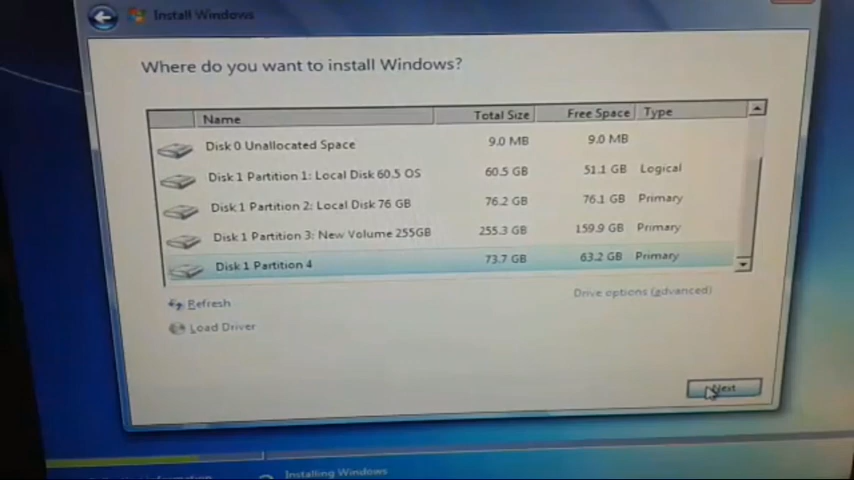 Install Windows
Where do you want to install Windows?
Name Total Size Free Space Type
Disk 0 Unallocated Space 9.0 MB 9.0 MB
Disk 1 Partition 1: Local Disk 60.5 OS 60.5 GB 51.1 GB Logical
Disk 1 Partition 2: Local Disk 76 GB 76.2 GB 76.1 GB Primary
Disk 1 Partition 3: New Volume 255GB 255.3 GB 159.9 GB Primary
Disk 1 Partition 4 73.7 GB 63.2 GB Primary
Refresh
Drive options (advanced)
Load Driver
Next
Installing Windows